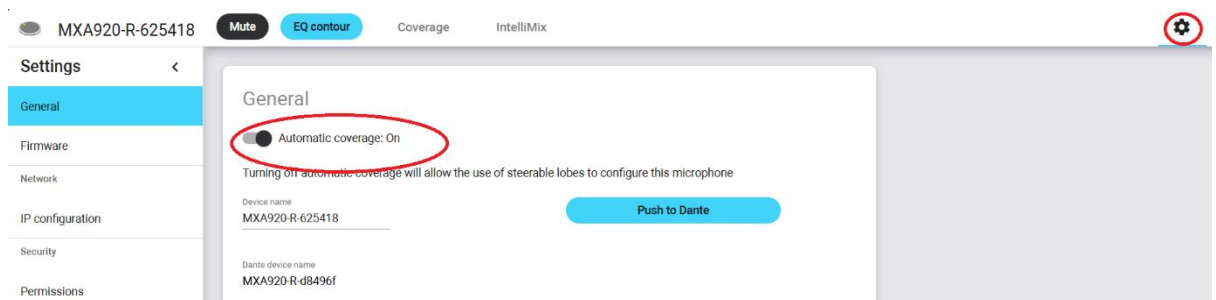 MXA920-R-625418
Mute
EQ contour
Coverage
IntelliMix
Settings
General
Firmware
Network
IP configuration
Security
Permissions
General
Automatic coverage: On
Turning off automatic coverage will allow the use of steerable lobes to configure this microphone
Device name
MXA920-R-625418
Push to Dante
Dante device name
MXA920-R-d8496f